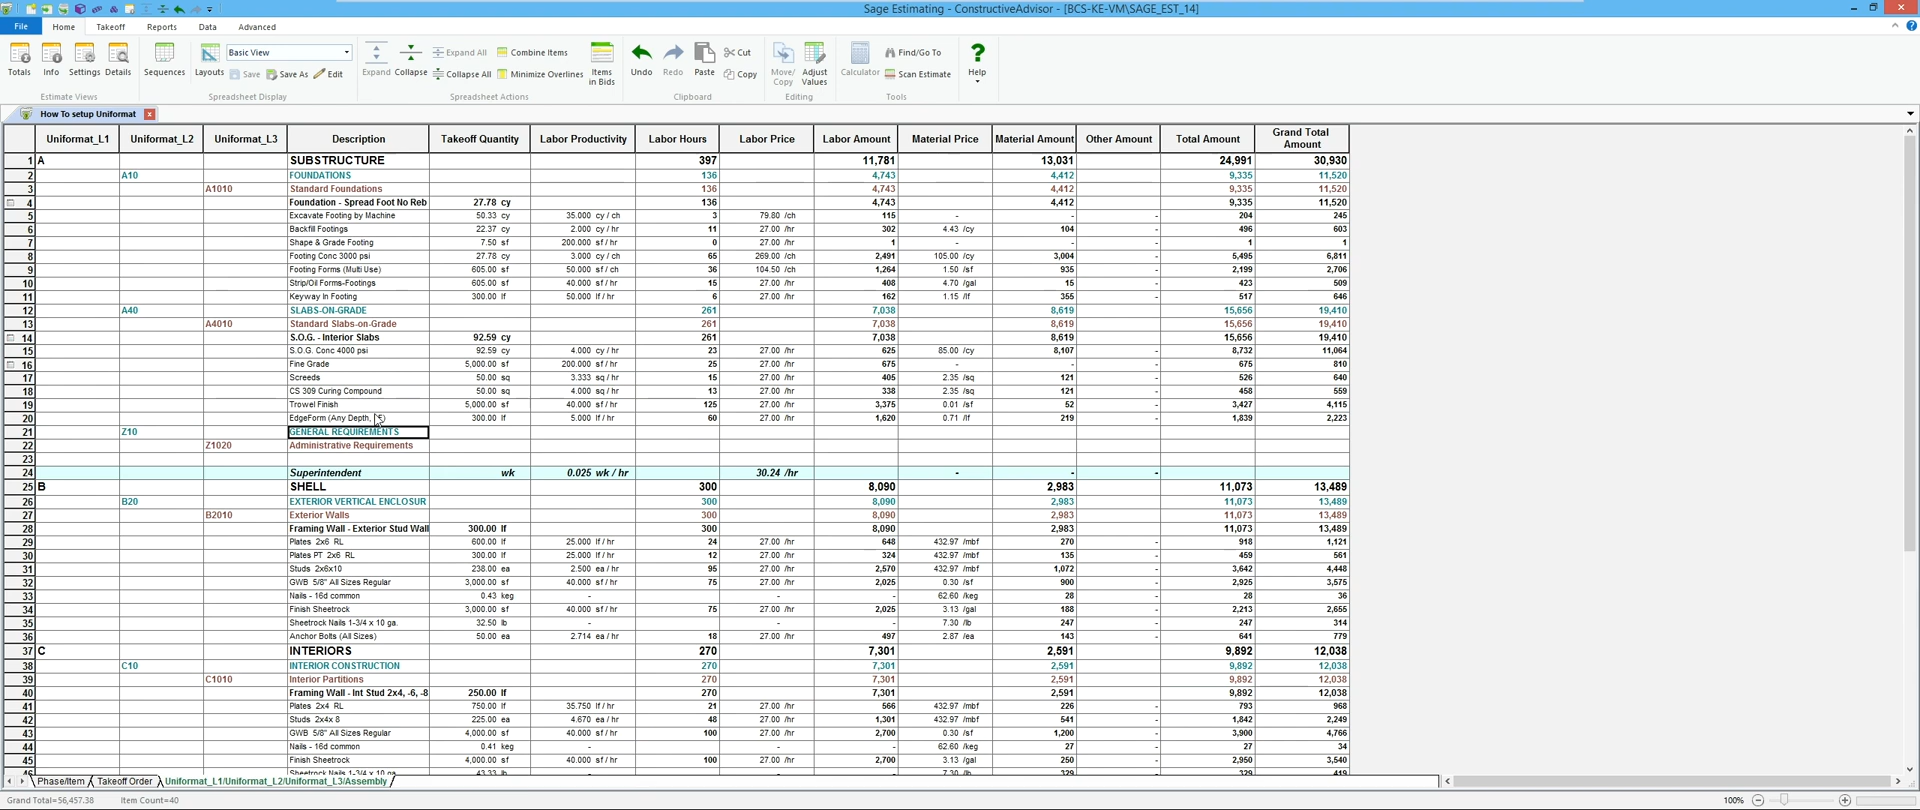 Sage Estimating - ConstructiveAdvisor - [BCS-KE-VM\SAGE_EST_14]
File Home Takeoff Reports Data Advanced
Basic View
Expand All Combine Items Cut Find/Go To
Totals Info Settings Details Sequences Layouts Save Save As Edit Expand Collapse Collapse All Minimize Overlines Items in Bids Undo Redo Paste Copy Move/Copy Adjust Values Calculator Scan Estimate Help
Estimate Views Spreadsheet Display Spreadsheet Actions Clipboard Editing Tools
How To setup Uniformat
Uniformat_L1 Uniformat_L2 Uniformat_L3 Description Takeoff Quantity Labor Productivity Labor Hours Labor Price Labor Amount Material Price Material Amount Other Amount Total Amount Grand Total Amount
1 A SUBSTRUCTURE 397 11,781 13,031 24,991 30,930
2 A10 FOUNDATIONS 136 4,743 4,412 9,335 11,520
3 A1010 Standard Foundations 136 4,743 4,412 9,335 11,520
4 Foundation - Spread Foot No Reb 27.78 cy 136 4,743 4,412 9,335 11,520
5 Excavate Footing by Machine 50.33 cy 35.000 cy / ch 3 79.80 /ch 115 - - - 204 245
6 Backfill Footings 22.37 cy 2.000 cy / hr 11 27.00 /hr 302 4.43 /cy 104 - 496 603
7 Shape & Grade Footing 7.50 sf 200.000 sf / hr 0 27.00 /hr 1 - - - 1 1
8 Footing Conc 3000 psi 27.78 cy 3.000 cy / ch 65 269.00 /ch 2,491 105.00 /cy 3,004 - 5,495 6,811
9 Footing Forms (Multi Use) 605.00 sf 50.000 sf / ch 36 104.50 /ch 1,264 1.50 /sf 935 - 2,199 2,706
10 Strip/Oil Forms-Footings 605.00 sf 40.000 sf / hr 15 27.00 /hr 408 4.70 /gal 15 - 423 509
11 Keyway In Footing 300.00 lf 50.000 lf / hr 6 27.00 /hr 162 1.15 /lf 355 - 517 646
12 A40 SLABS-ON-GRADE 261 7,038 8,619 15,656 19,410
13 A4010 Standard Slabs-on-Grade 261 7,038 8,619 15,656 19,410
14 S.O.G. - Interior Slabs 92.59 cy 261 7,038 8,619 15,656 19,410
15 S.O.G. Conc 4000 psi 92.59 cy 4.000 cy / hr 23 27.00 /hr 625 85.00 /cy 8,107 - 8,732 11,064
16 Fine Grade 5,000.00 sf 200.000 sf / hr 25 27.00 /hr 675 - - - 675 810
17 Screeds 50.00 sq 3.333 sq / hr 15 27.00 /hr 405 2.35 /sq 121 - 526 640
18 CS 309 Curing Compound 50.00 sq 4.000 sq / hr 13 27.00 /hr 338 2.35 /sq 121 - 458 559
19 Trowel Finish 5,000.00 sf 40.000 sf / hr 125 27.00 /hr 3,375 0.01 /sf 52 - 3,427 4,115
20 EdgeForm (Any Depth, 300.00 lf 5.000 lf / hr 60 27.00 /hr 1,620 0.71 /lf 219 - 1,839 2,223
21 Z10 GENERAL REQUIREMENTS
22 Z1020 Administrative Requirements
23
24 Superintendent wk 0.025 wk / hr 30.24 /hr - - -
25 B SHELL 300 8,090 2,983 11,073 13,489
26 B20 EXTERIOR VERTICAL ENCLOSUR 300 8,090 2,983 11,073 13,489
27 B2010 Exterior Walls 300 8,090 2,983 11,073 13,489
28 Framing Wall - Exterior Stud Wall 300.00 lf 300 8,090 2,983 11,073 13,489
29 Plates 2x6 RL 600.00 lf 25.000 lf / hr 24 27.00 /hr 648 432.97 /mbf 270 - 918 1,121
30 Plates PT 2x6 RL 300.00 lf 25.000 lf / hr 12 27.00 /hr 324 432.97 /mbf 135 - 459 561
31 Studs 2x6x10 238.00 ea 2.500 ea / hr 95 27.00 /hr 2,570 432.97 /mbf 1,072 - 3,642 4,448
32 GWB 5/8" All Sizes Regular 3,000.00 sf 40.000 sf / hr 75 27.00 /hr 2,025 0.30 /sf 900 - 2,925 3,575
33 Nails - 16d common 0.43 keg - - - 62.60 /keg 28 - 28 36
34 Finish Sheetrock 3,000.00 sf 40.000 sf / hr 75 27.00 /hr 2,025 3.13 /gal 188 - 2,213 2,655
35 Sheetrock Nails 1-3/4 x 10 ga. 32.50 lb - - - 7.30 /lb 247 - 247 314
36 Anchor Bolts (All Sizes) 50.00 ea 2.714 ea / hr 18 27.00 /hr 497 2.87 /ea 143 - 641 779
37 C INTERIORS 270 7,301 2,591 9,892 12,038
38 C10 INTERIOR CONSTRUCTION 270 7,301 2,591 9,892 12,038
39 C1010 Interior Partitions 270 7,301 2,591 9,892 12,038
40 Framing Wall - Int Stud 2x4, -6, -8 250.00 lf 270 7,301 2,591 9,892 12,038
41 Plates 2x4 RL 750.00 lf 35.750 lf / hr 21 27.00 /hr 566 432.97 /mbf 226 - 793 968
42 Studs 2x4x 8 225.00 ea 4.670 ea / hr 48 27.00 /hr 1,301 432.97 /mbf 541 - 1,842 2,249
43 GWB 5/8" All Sizes Regular 4,000.00 sf 40.000 sf / hr 100 27.00 /hr 2,700 0.30 /sf 1,200 - 3,900 4,766
44 Nails - 16d common 0.41 keg - - - 62.60 /keg 27 - 27 34
45 Finish Sheetrock 4,000.00 sf 40.000 sf / hr 100 27.00 /hr 2,700 3.13 /gal 250 - 2,950 3,540
46 Sheetrock Nails 1-3/4 x 10 ga. 43.33 lb - - - 7.30 /lb 329 - 329 419
Phase/Item Takeoff Order Uniformat_L1/Uniformat_L2/Uniformat_L3/Assembly
Grand Total=56,457.38 Item Count=40 100%